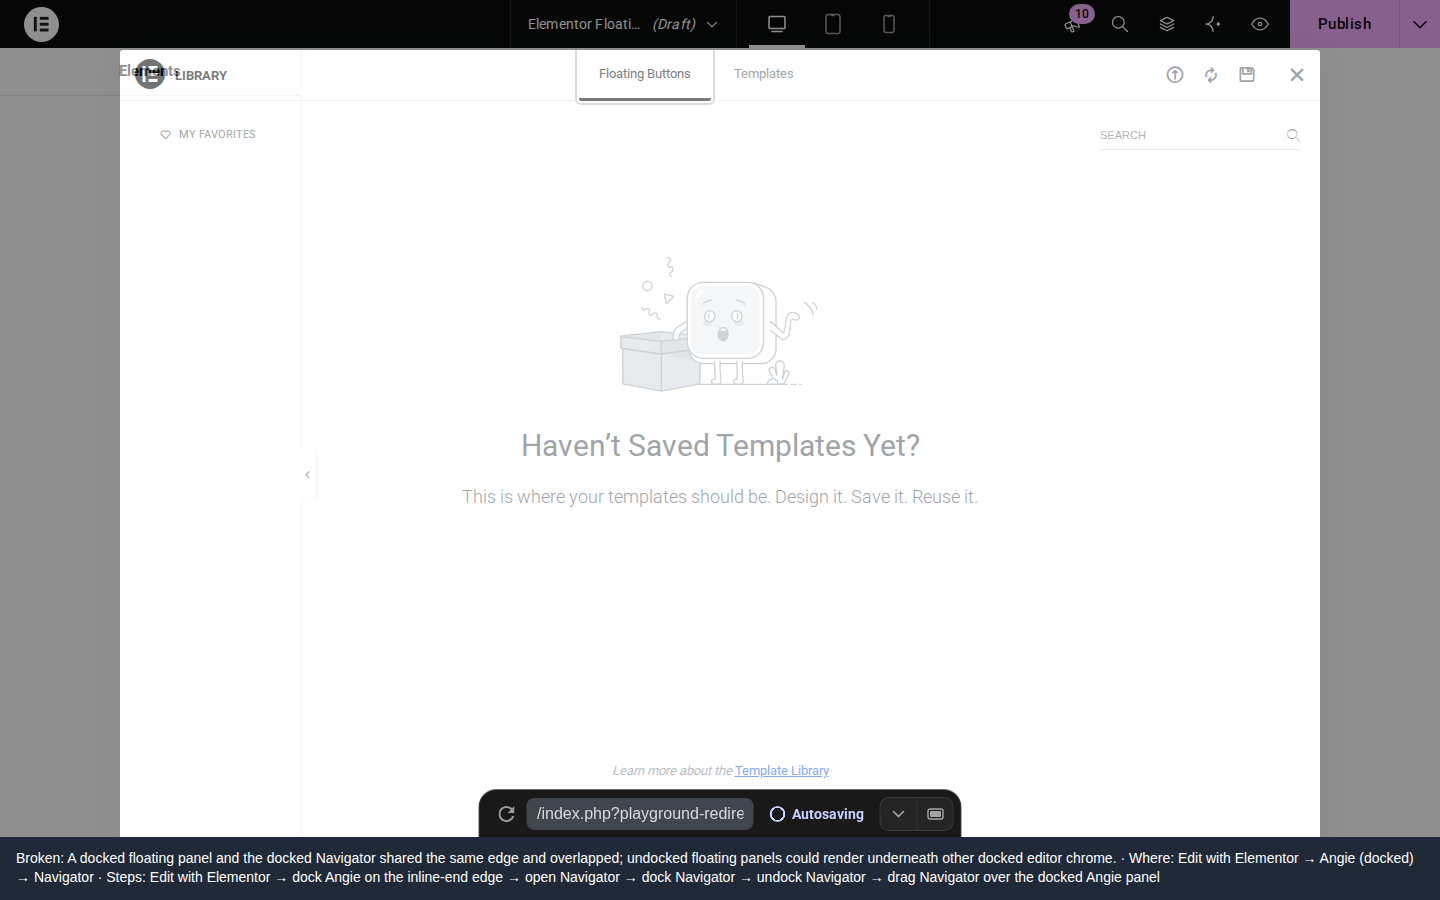 Elementor Floati... (Draft)
10
Publish
Elements
LIBRARY
Floating Buttons
Templates
MY FAVORITES
SEARCH
Haven’t Saved Templates Yet?
This is where your templates should be. Design it. Save it. Reuse it.
Learn more about the Template Library
/index.php?playground-redire
Autosaving
Broken: A docked floating panel and the docked Navigator shared the same edge and overlapped; undocked floating panels could render underneath other docked editor chrome. · Where: Edit with Elementor → Angie (docked)
→ Navigator · Steps: Edit with Elementor → dock Angie on the inline-end edge → open Navigator → dock Navigator → undock Navigator → drag Navigator over the docked Angie panel